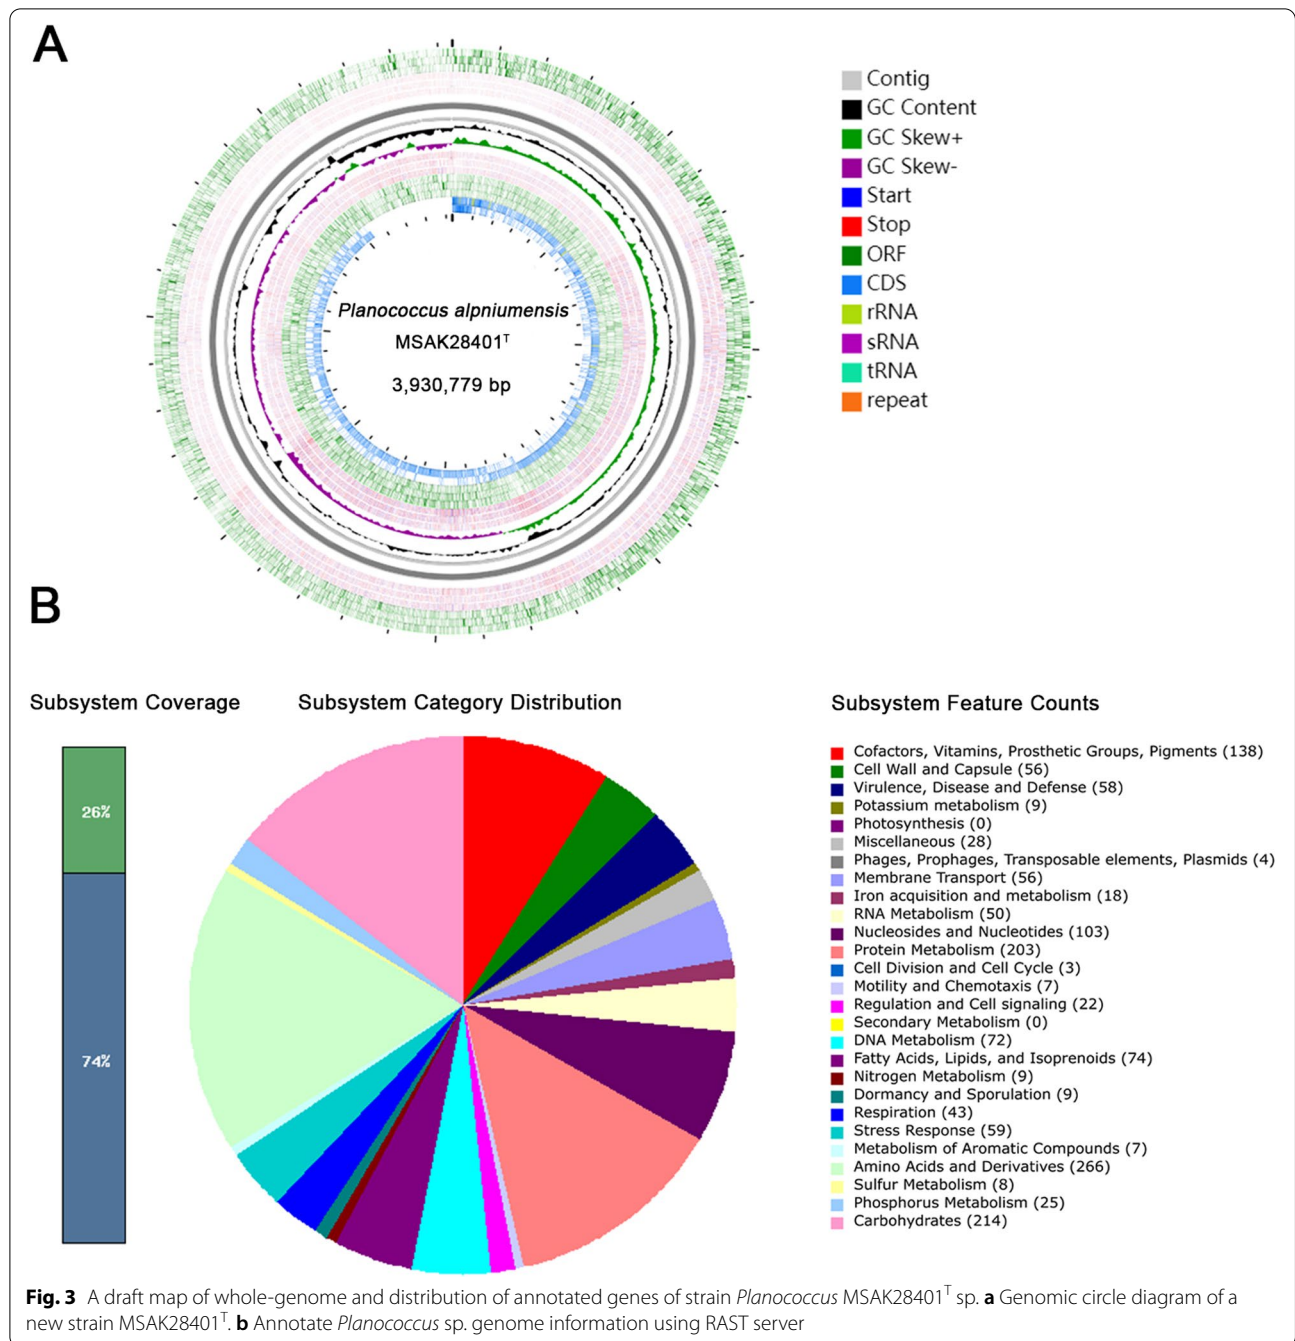 A
Contig
GC Content
GC Skew+
GC Skew-
Start
Stop
ORF
CDS
rRNA
sRNA
tRNA
repeat
Planococcus alpniumensis
MSAK28401ᵀ
3,930,779 bp
B
Subsystem Coverage
Subsystem Category Distribution
Subsystem Feature Counts
26%
74%
Cofactors, Vitamins, Prosthetic Groups, Pigments (138)
Cell Wall and Capsule (56)
Virulence, Disease and Defense (58)
Potassium metabolism (9)
Photosynthesis (0)
Miscellaneous (28)
Phages, Prophages, Transposable elements, Plasmids (4)
Membrane Transport (56)
Iron acquisition and metabolism (18)
RNA Metabolism (50)
Nucleosides and Nucleotides (103)
Protein Metabolism (203)
Cell Division and Cell Cycle (3)
Motility and Chemotaxis (7)
Regulation and Cell signaling (22)
Secondary Metabolism (0)
DNA Metabolism (72)
Fatty Acids, Lipids, and Isoprenoids (74)
Nitrogen Metabolism (9)
Dormancy and Sporulation (9)
Respiration (43)
Stress Response (59)
Metabolism of Aromatic Compounds (7)
Amino Acids and Derivatives (266)
Sulfur Metabolism (8)
Phosphorus Metabolism (25)
Carbohydrates (214)
Fig. 3 A draft map of whole-genome and distribution of annotated genes of strain Planococcus MSAK28401ᵀ sp. a Genomic circle diagram of a
new strain MSAK28401ᵀ. b Annotate Planococcus sp. genome information using RAST server